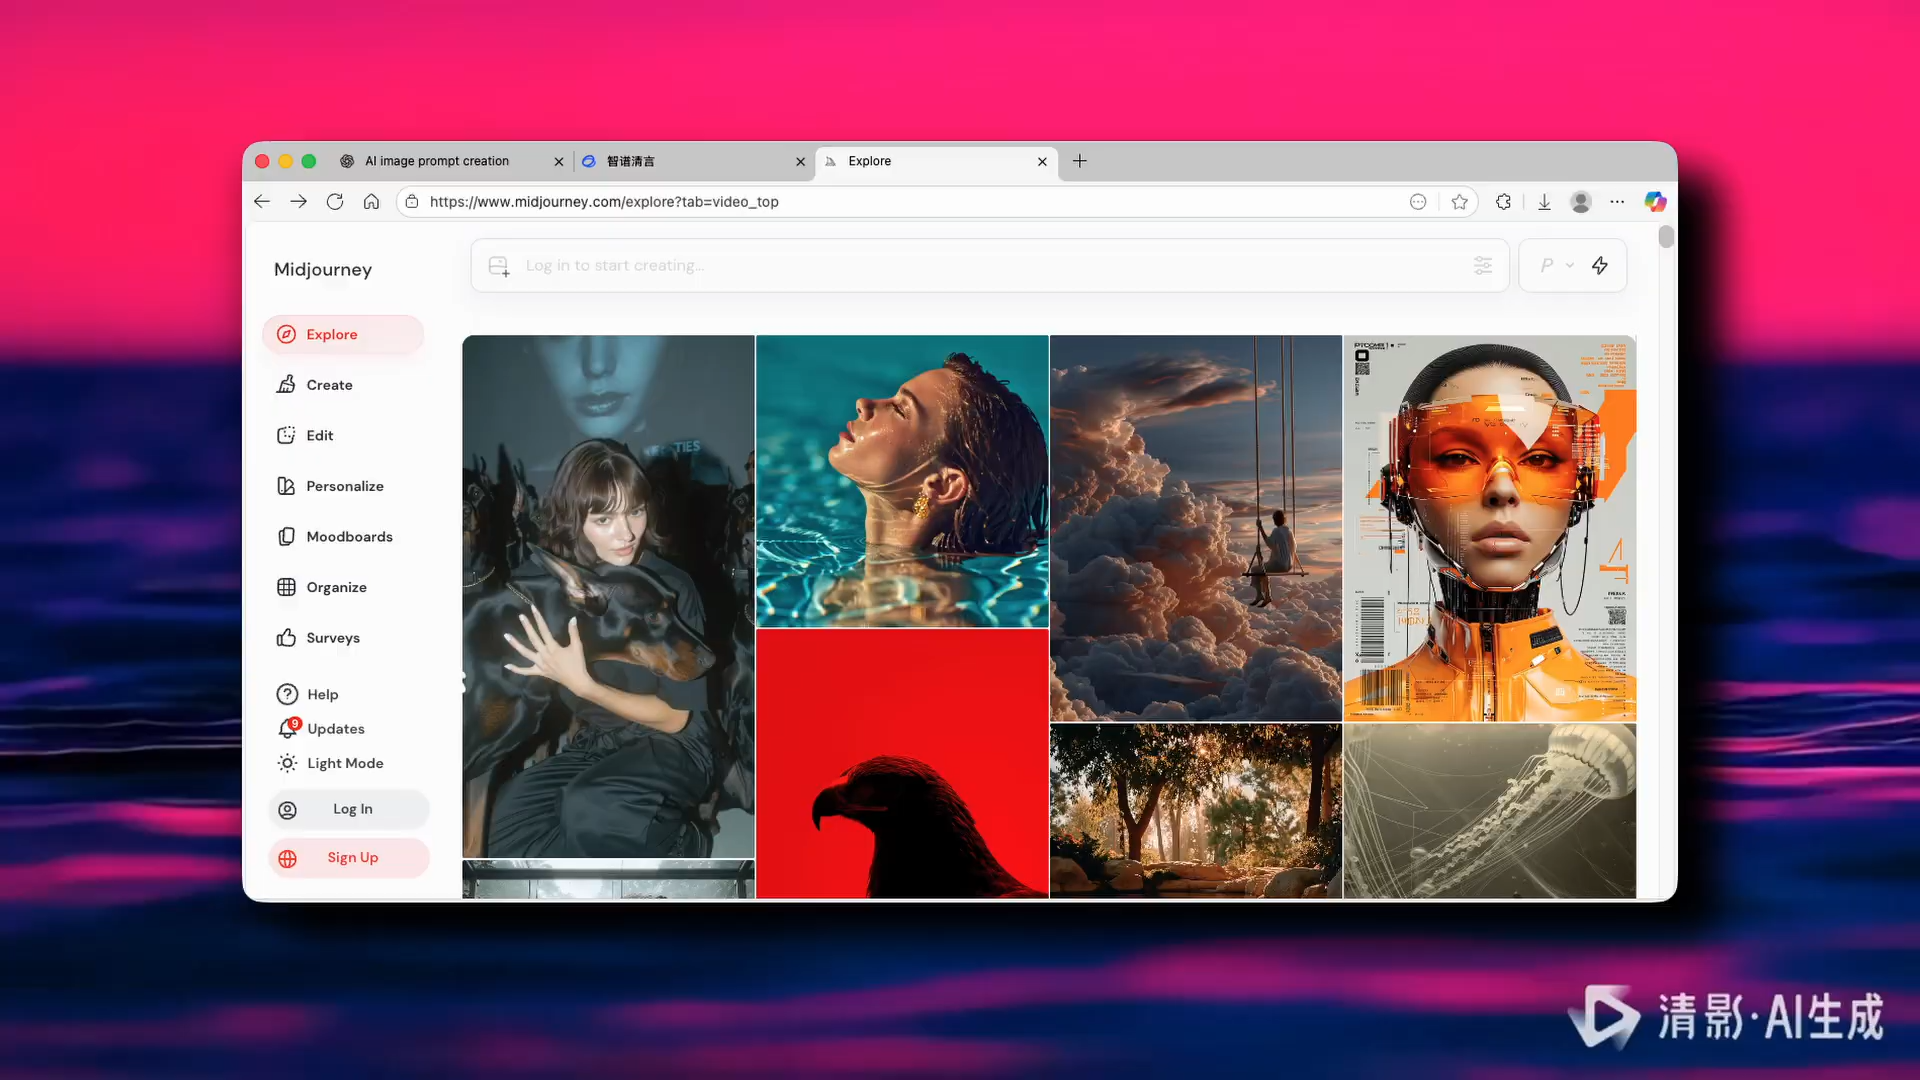 AI image prompt creation
智谱清言
Explore
https://www.midjourney.com/explore?tab=video_top
Midjourney
Log in to start creating...
P
Explore
Create
Edit
Personalize
Moodboards
Organize
Surveys
Help
9
Updates
Light Mode
Log In
Sign Up
TIES
清影·AI生成